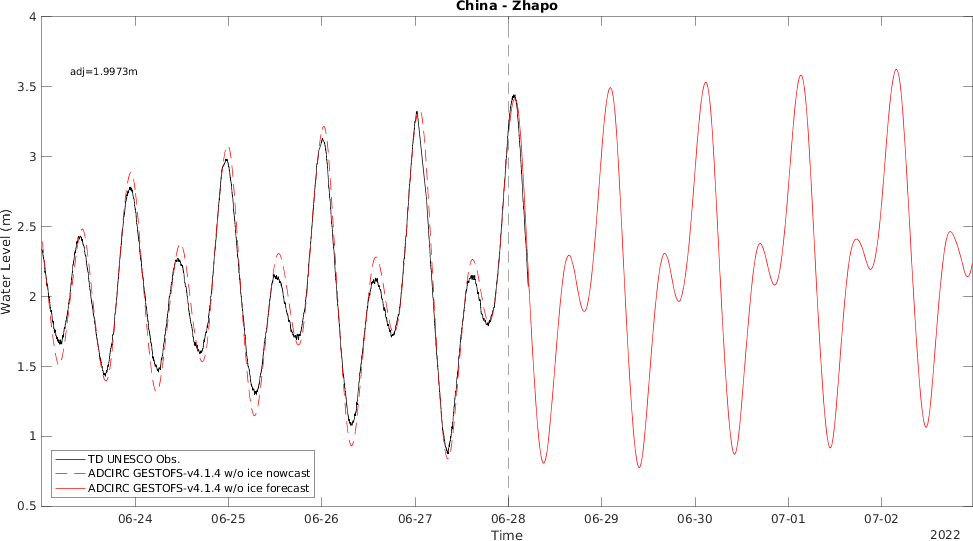 China - Zhapo
4
adj=1.9973m
3.5
3
2.5
2
1.5
1
0.5
Water Level (m)
TD UNESCO Obs.
ADCIRC GESTOFS-v4.1.4 w/o ice nowcast
ADCIRC GESTOFS-v4.1.4 w/o ice forecast
06-24 06-25 06-26 06-27 06-28 06-29 06-30 07-01 07-02
Time
2022